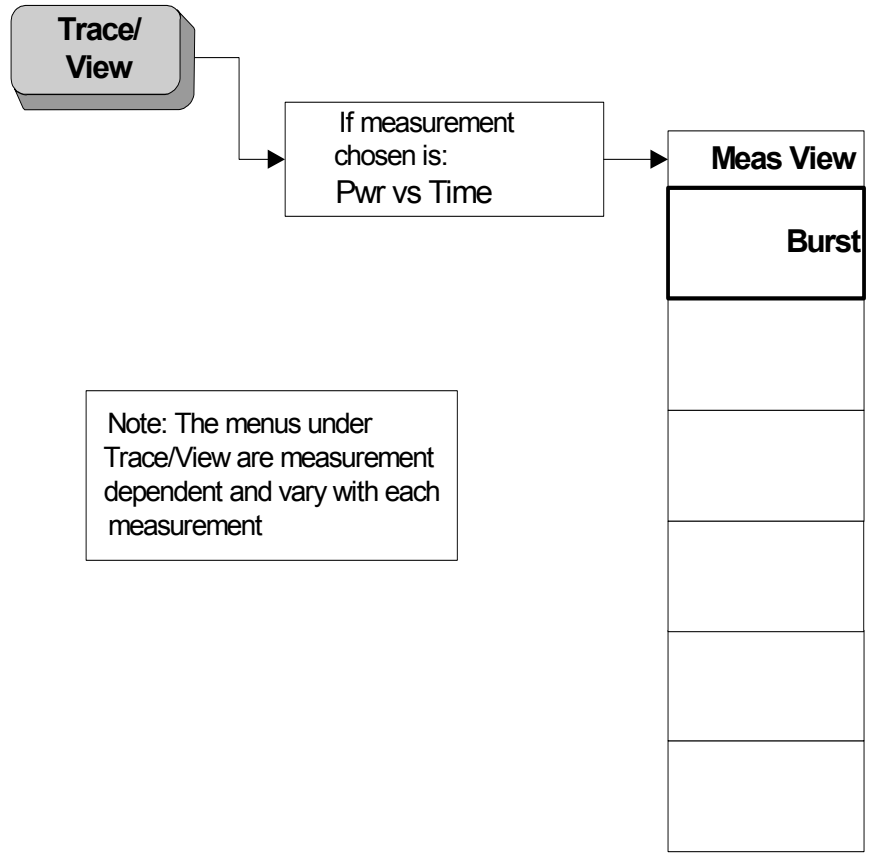 Trace/
View
If measurement
chosen is:
Pwr vs Time
Meas View
Burst
Note: The menus under
Trace/View are measurement
dependent and vary with each
measurement